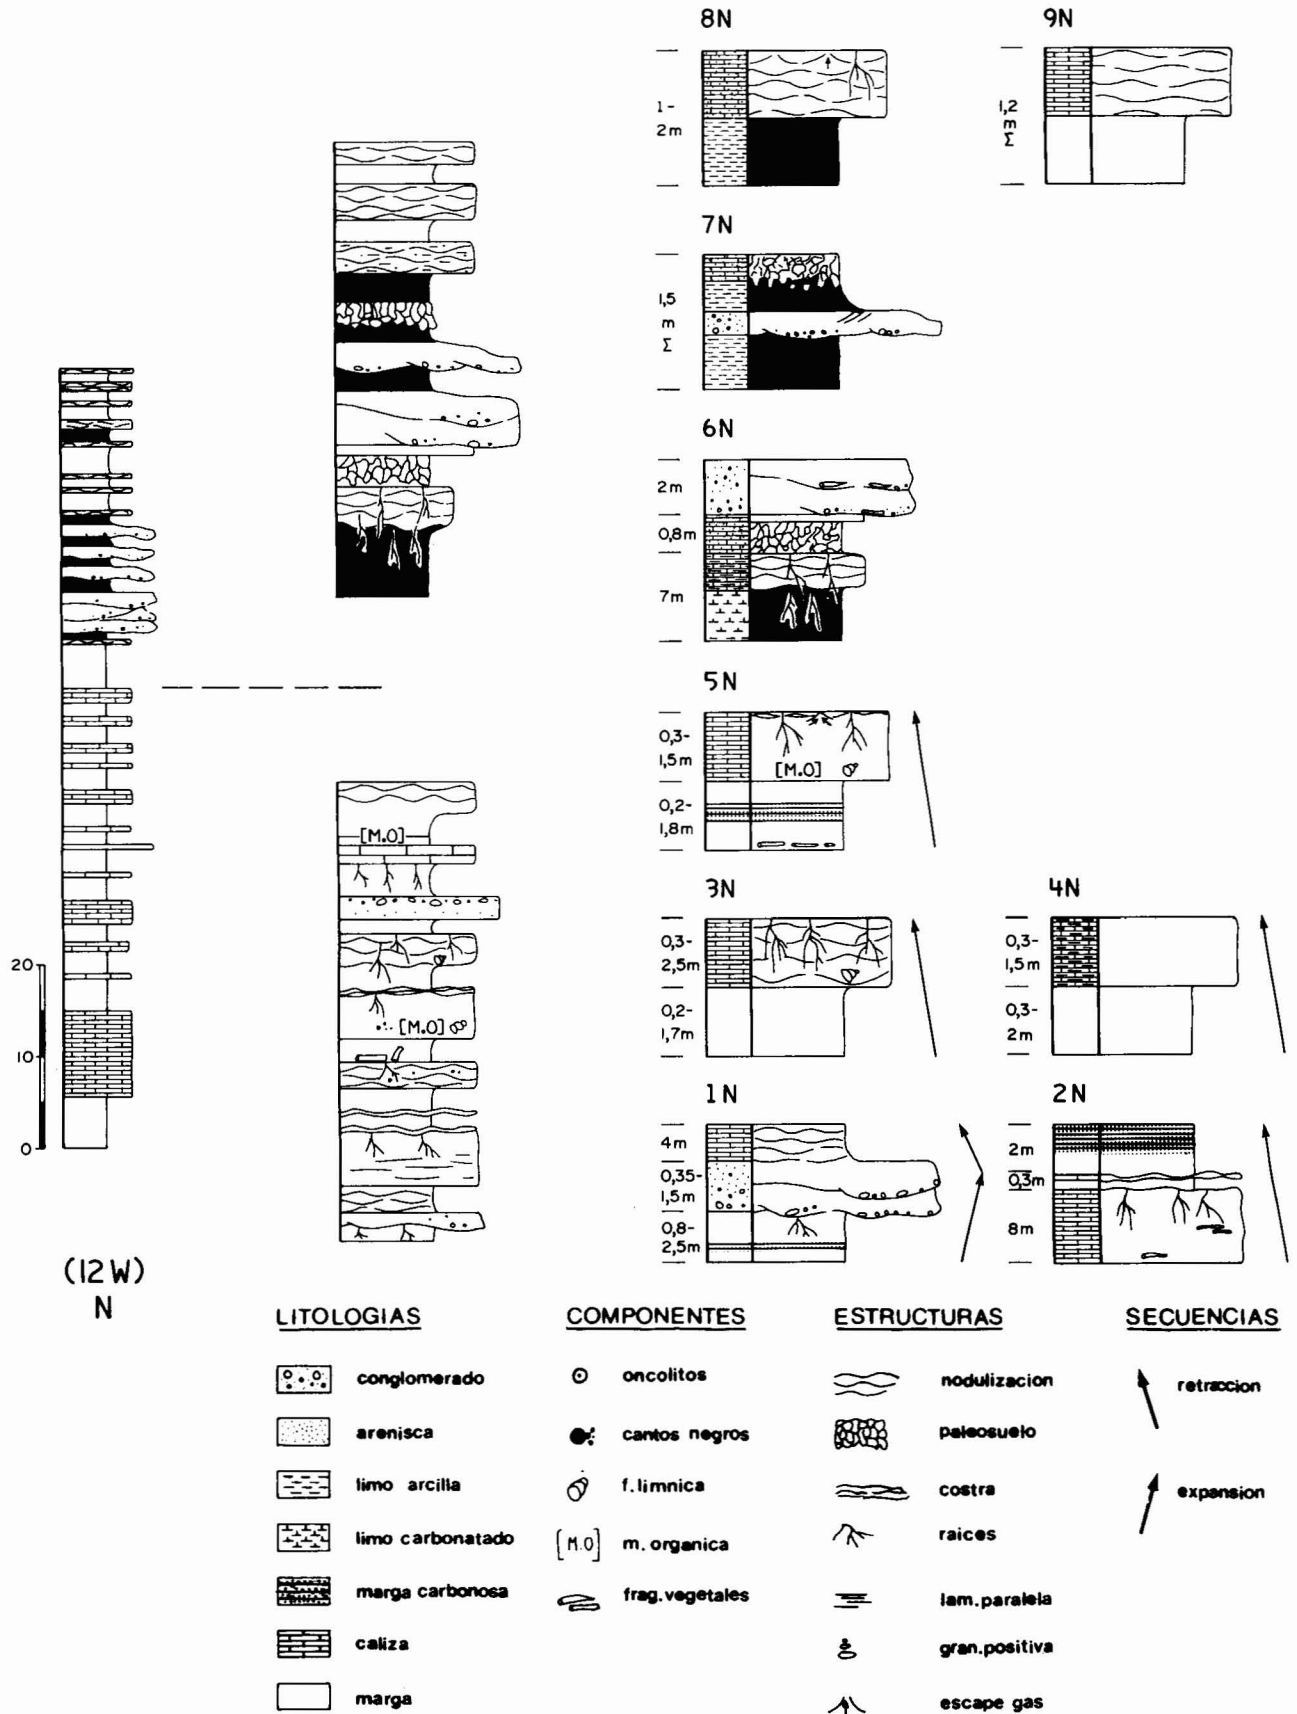 8N
1-
2m
9N
1,2
m
Σ
7N
1,5
m
Σ
6N
2m
0,8m
7m
5N
0,3-
1,5m
[M.O]
0,2-
1,8m
3N
0,3-
2,5m
0,2-
1,7m
4N
0,3-
1,5m
0,3-
2m
1N
4m
0,35-
1,5m
0,8-
2,5m
2N
2m
0,3m
8m
[M.O]
[M.O]
20
10
0
(12W)
N
LITOLOGIAS
conglomerado
arenisca
limo arcilla
limo carbonatado
marga carbonosa
caliza
marga
COMPONENTES
oncolitos
cantos negros
f.limnica
[M.O] m. organica
frag.vegetales
ESTRUCTURAS
nodulizacion
paleosuelo
costra
raices
lam.paralela
gran.positiva
escape gas
SECUENCIAS
retraccion
expansion